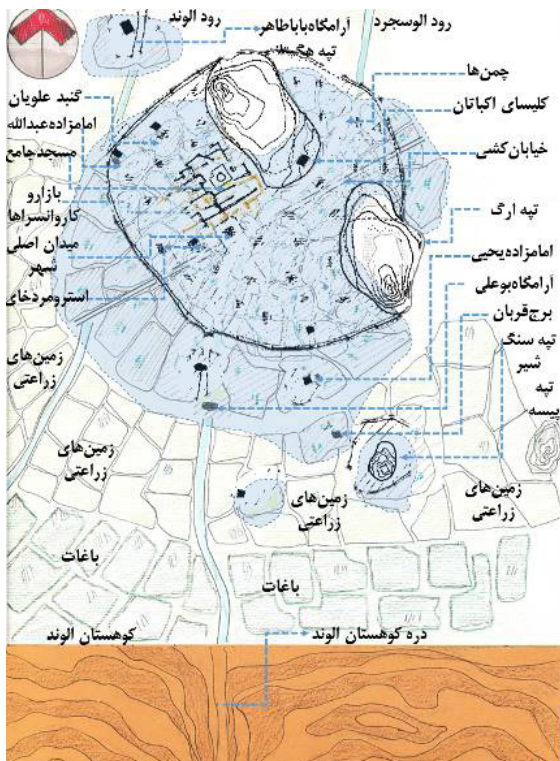 رود الوسجرد
آرامگاه باباطاهر
رود الوند
تپه هگمتانه
چمن‌ها
کلیسای اکباتان
خیابان‌کشی
تپه ارگ
امامزاده یحیی
آرامگاه بوعلی
برج قربان
تپه سنگ
شیر
تپه
پیسه
گنبد علویان
امامزاده عبدالله
مسجد جامع
بازار و
کاروانسراها
میدان اصلی
شهر
استر و مردخای
زمین‌های
زراعتی
زمین‌های
زراعتی
زمین‌های
زراعتی
زمین‌های
زراعتی
باغات
باغات
دره کوهستان الوند
کوهستان الوند